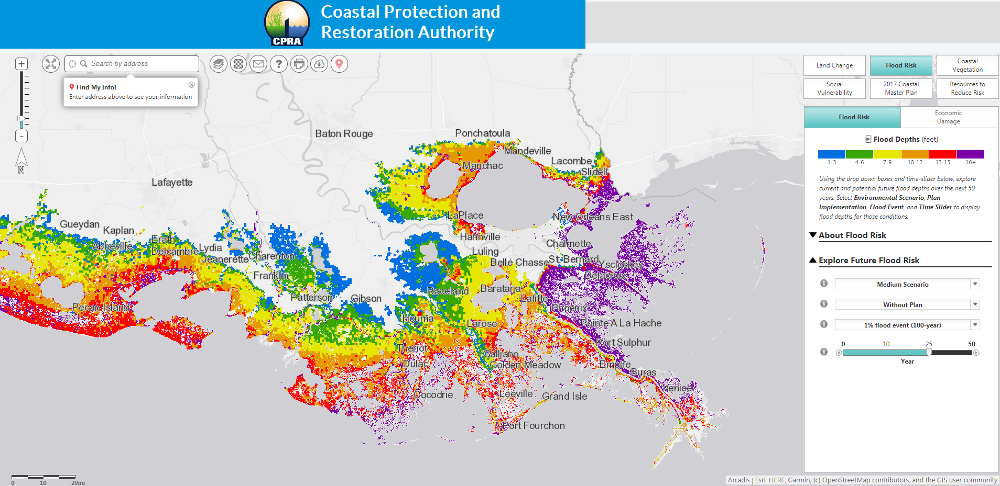 Coastal Protection and
Restoration Authority
CPRA
+
Search by address
?
Land Change
Flood Risk
Coastal
Vegetation
Find My Info!
Enter address above to see your information
Social
Vulnerability
2017 Coastal
Master Plan
Resources to
Reduce Risk
-
N
Flood Risk
Economic
Damage
Flood Depths (feet)
1-3
4-6
7-9
10-12
13-15
16+
Using the drop down boxes and time-slider below, explore
current and potential future flood depths over the next 50
years. Select Environmental Scenario, Plan
Implementation, Flood Event, and Time Slider to display
flood depths for those conditions.
About Flood Risk
Explore Future Flood Risk
Medium Scenario
Without Plan
1% flood event (100-year)
0
10
25
50
Year
Baton Rouge
Ponchatoula
Mandeville
Lacombe
Manchac
Slidell
Lafayette
LaPlace
New Orleans East
Gueydan
Kaplan
Hahnville
Abbeville
Erath
Delcambre
Lydia
Chalmette
Jeanerette
Charenton
Luling
Belle Chasse
St. Bernard
Yscloskey
Franklin
Delacroix
Raceland
Barataria
Patterson
Gibson
Lafitte
Pecan Island
Phoenix
Houma
Larose
Pointe A La Hache
Port Sulphur
Theriot
Galliano
Dulac
Golden Meadow
Empire
Buras
Venice
Cocodrie
Leeville
Grand Isle
Port Fourchon
0
10
20mi
Arcadis | Esri, HERE, Garmin, (c) OpenStreetMap contributors, and the GIS user community